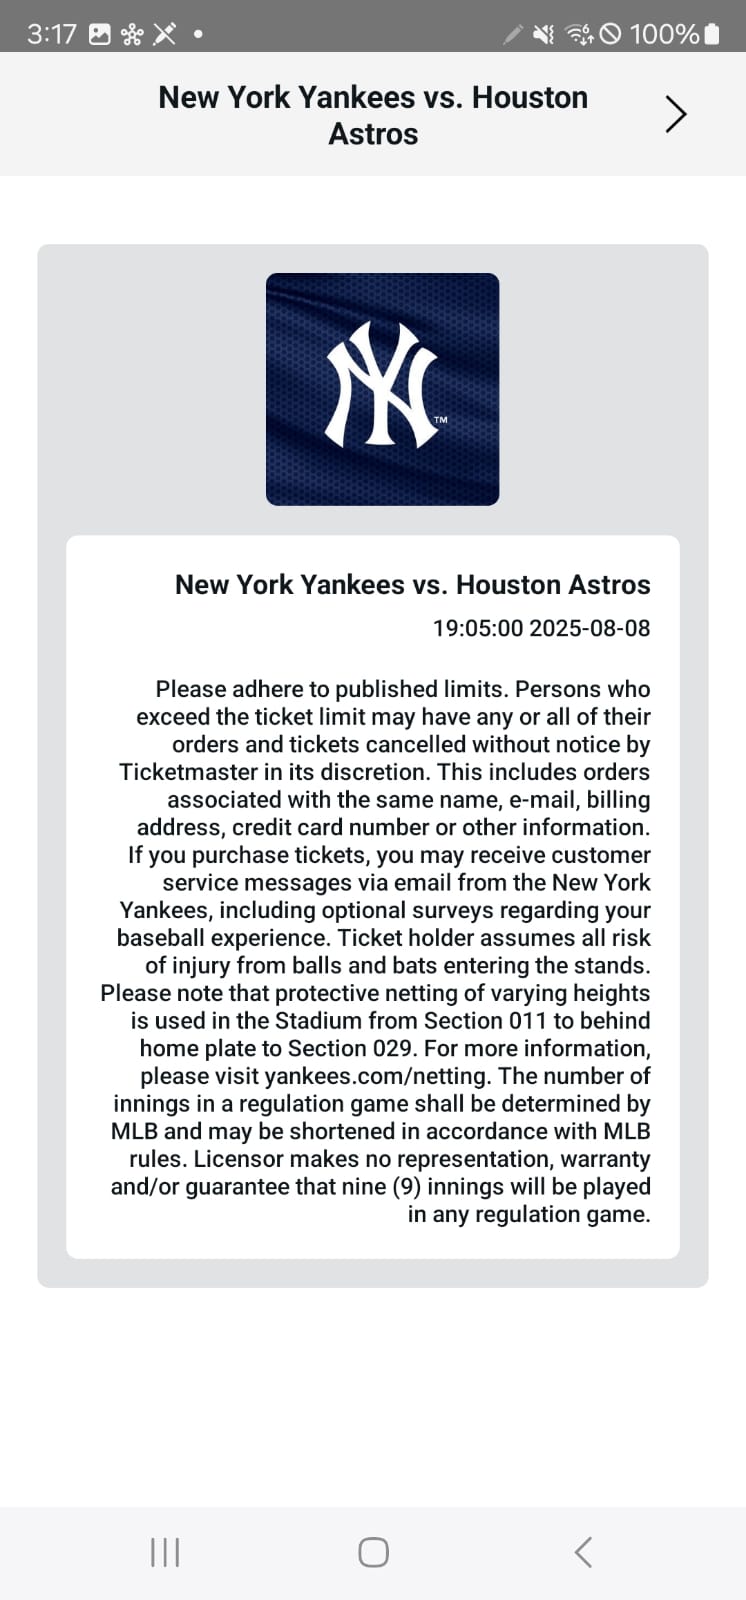 3:17
100%
New York Yankees vs. Houston
Astros
NY
TM
New York Yankees vs. Houston Astros
19:05:00 2025-08-08
Please adhere to published limits. Persons who
exceed the ticket limit may have any or all of their
orders and tickets cancelled without notice by
Ticketmaster in its discretion. This includes orders
associated with the same name, e-mail, billing
address, credit card number or other information.
If you purchase tickets, you may receive customer
service messages via email from the New York
Yankees, including optional surveys regarding your
baseball experience. Ticket holder assumes all risk
of injury from balls and bats entering the stands.
Please note that protective netting of varying heights
is used in the Stadium from Section 011 to behind
home plate to Section 029. For more information,
please visit yankees.com/netting. The number of
innings in a regulation game shall be determined by
MLB and may be shortened in accordance with MLB
rules. Licensor makes no representation, warranty
and/or guarantee that nine (9) innings will be played
in any regulation game.